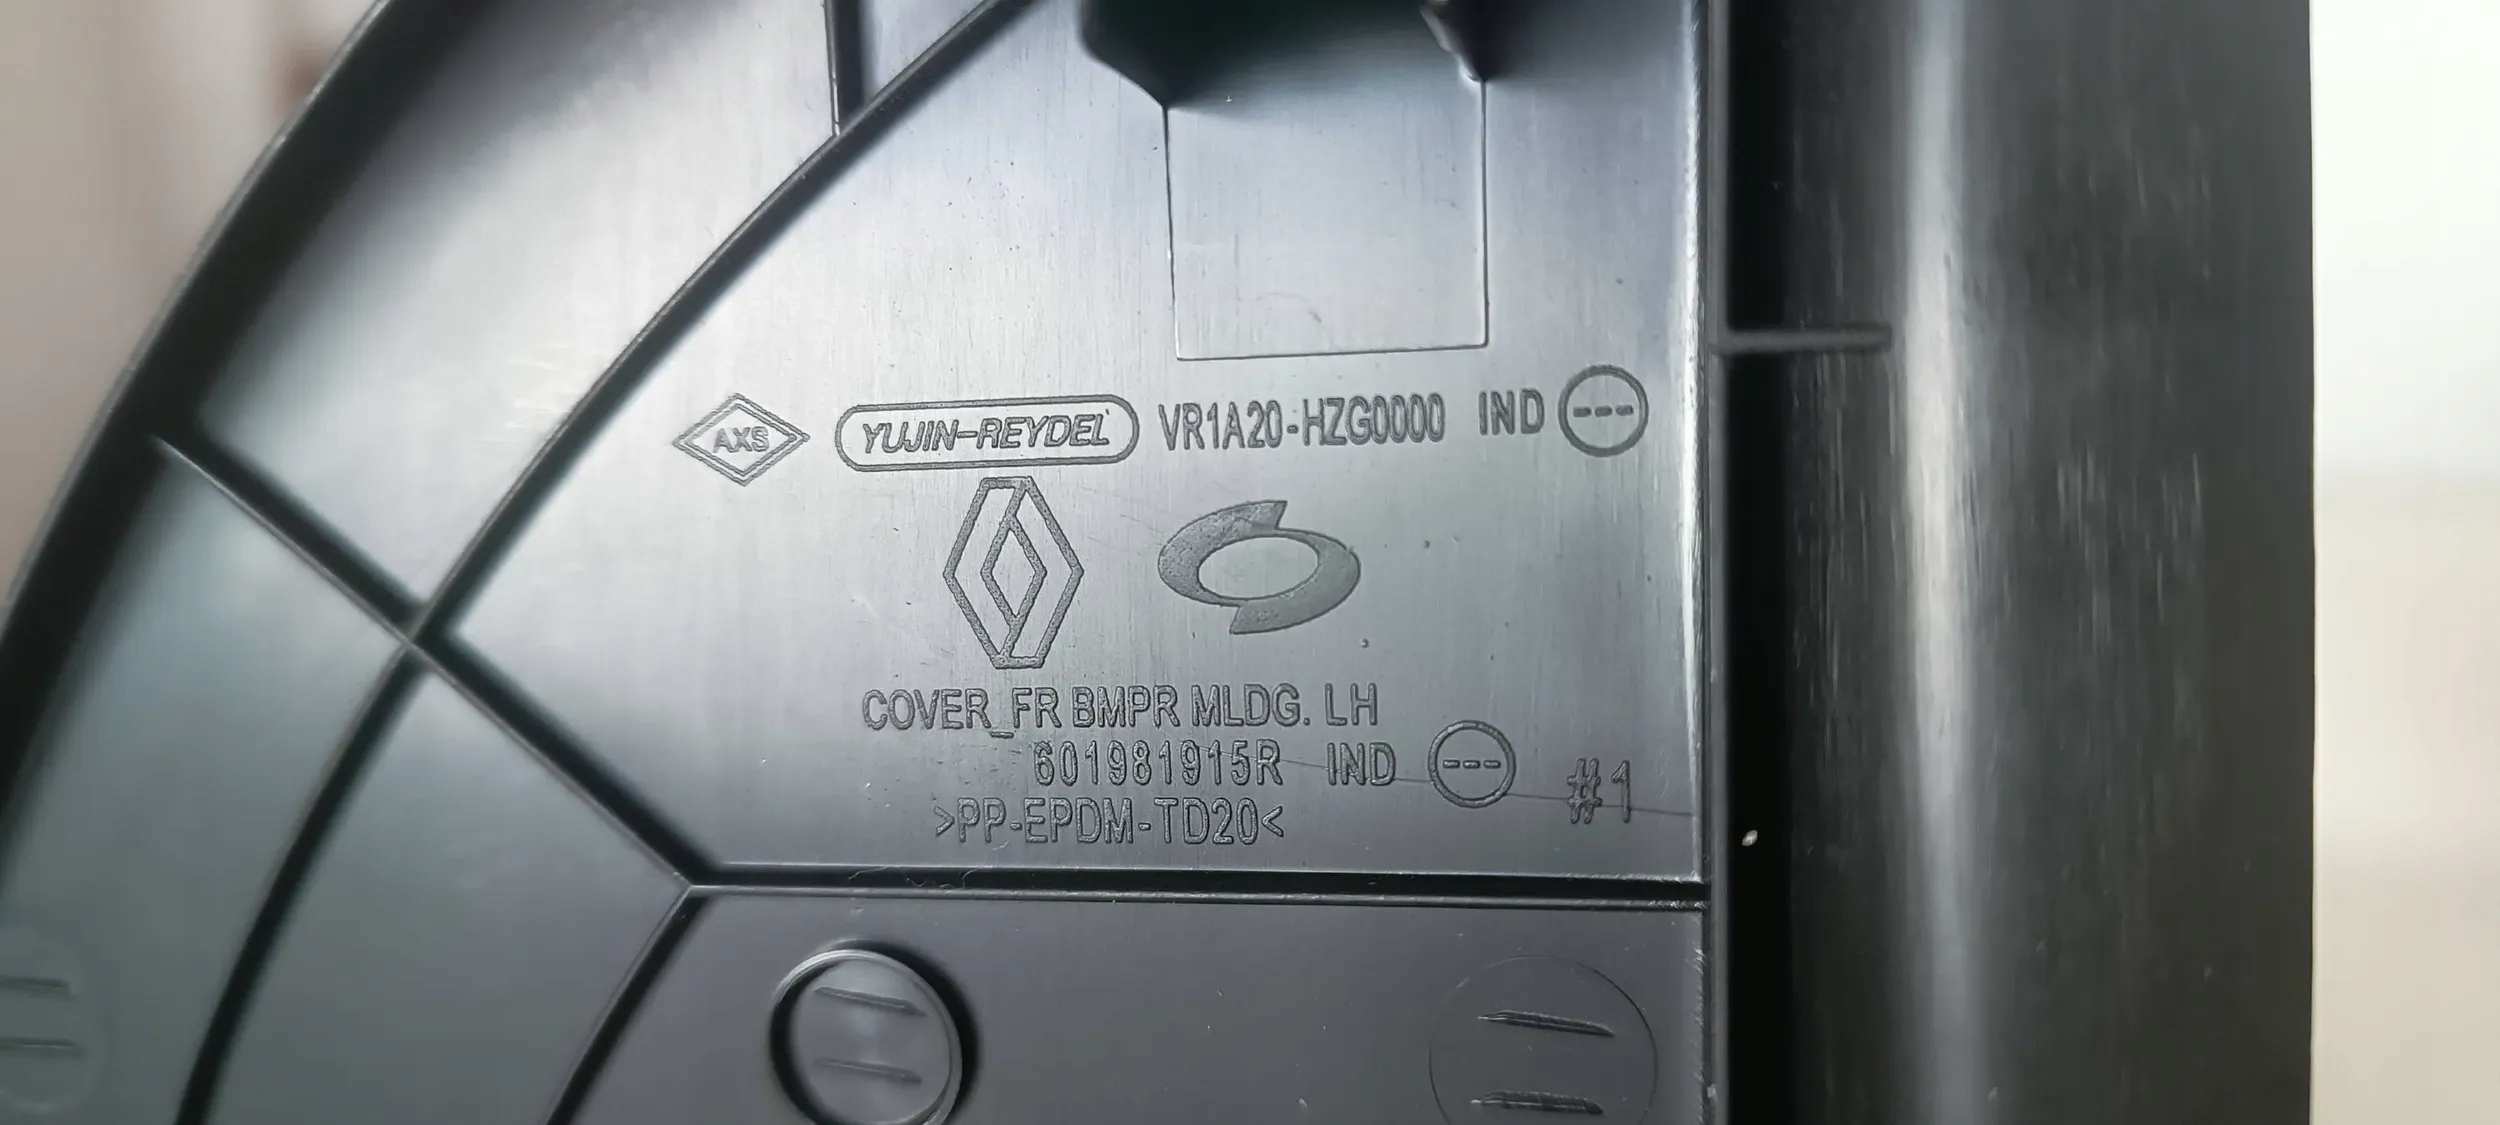 AXS YUJIN-REYDEL VR1A20-HZG0000 IND ---
COVER_FR BMPR MLDG. LH
601981915R IND --- #1
>PP-EPDM-TD20<